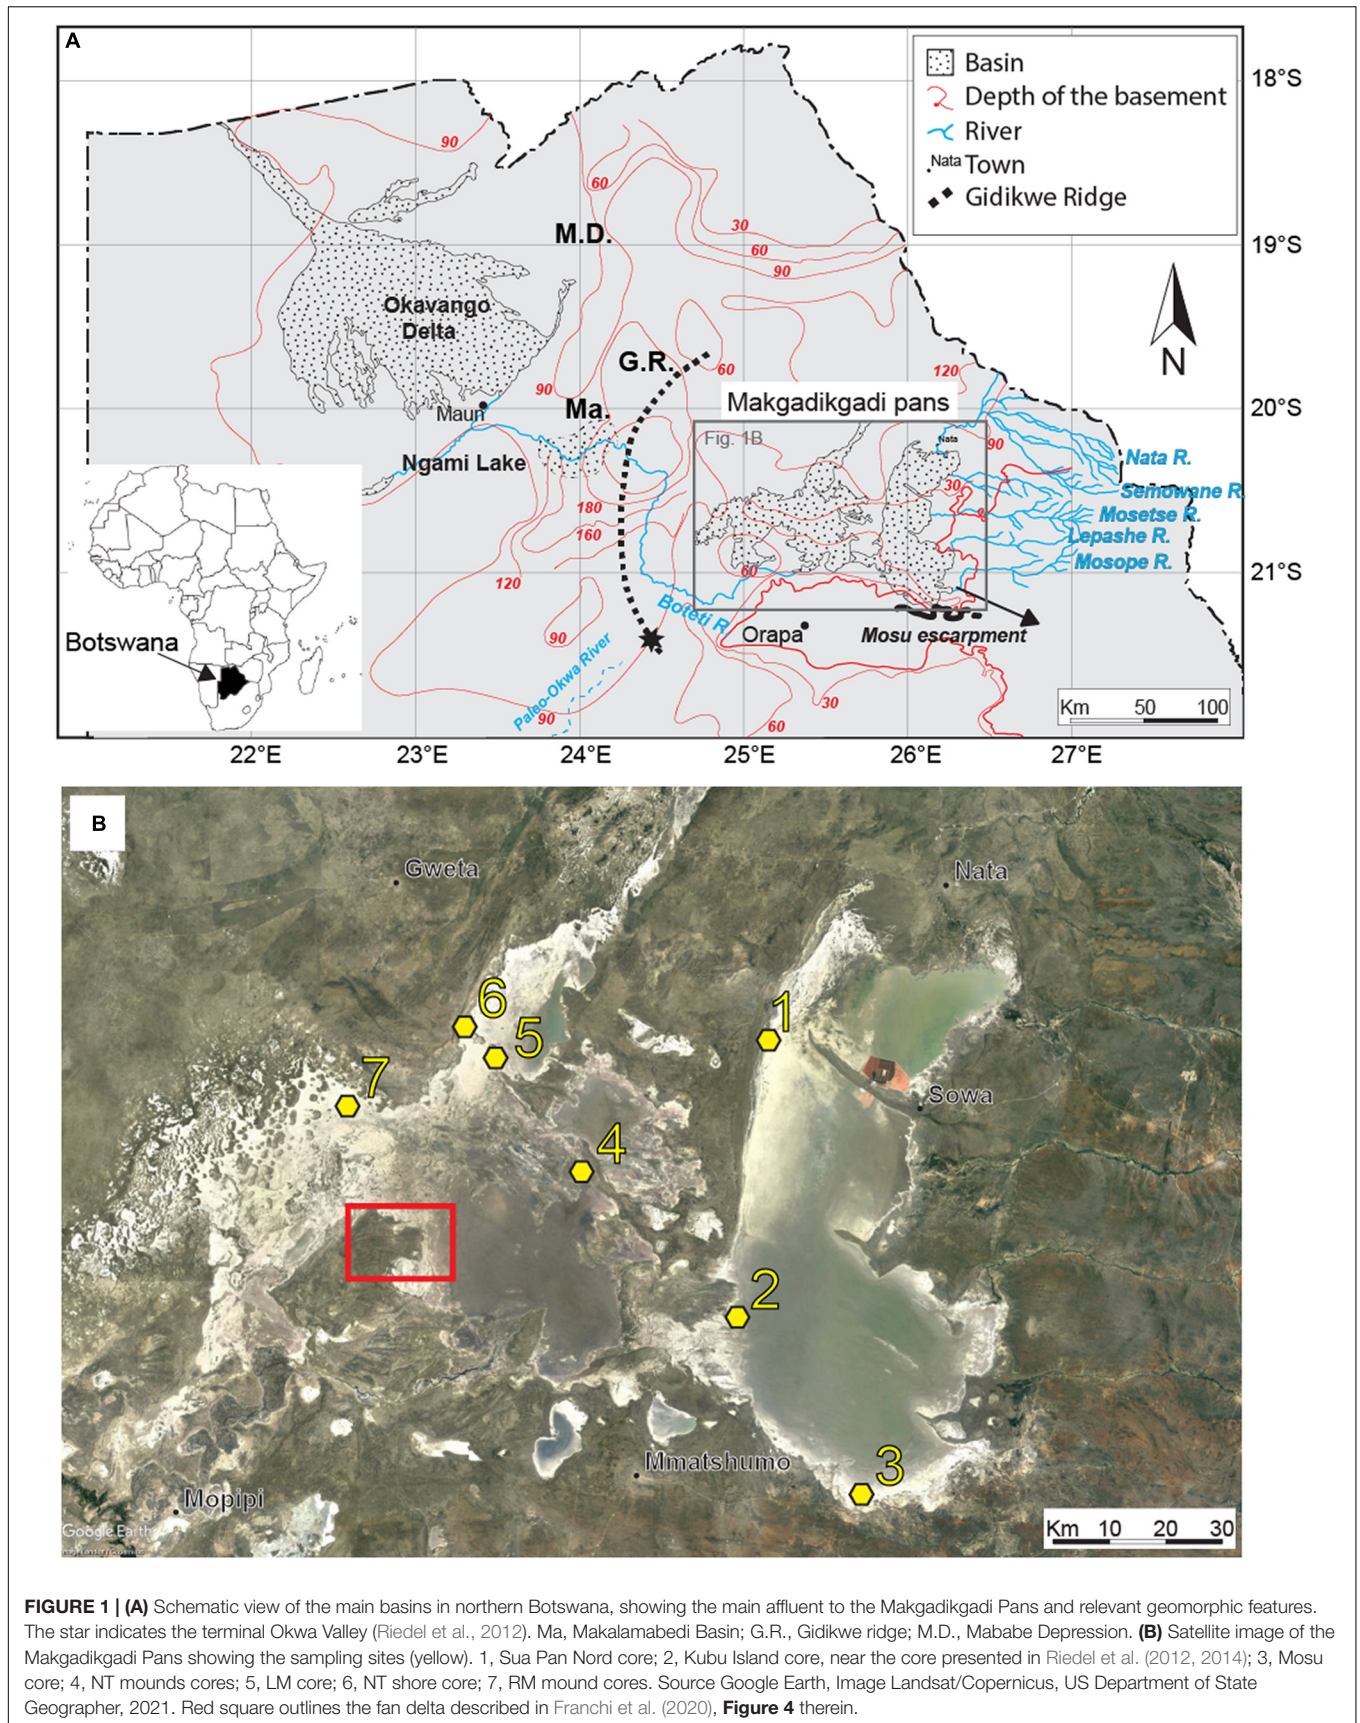 A
Basin
Depth of the basement
River
Nata Town
Gidikwe Ridge
18°S
19°S
20°S
21°S
22°E
23°E
24°E
25°E
26°E
27°E
90
60
M.D.
30
60
90
Okavango
Delta
G.R.
60
120
90
Makgadikgadi pans
Ma.
Maun
Fig. 1B
Nata
90
Nata R.
Ngami Lake
30
Semowane R.
180
Mosetse R.
160
Lepashe R.
Mosope R.
120
60
Boteti R.
90
Orapa
Mosu escarpment
Botswana
Paleo-Okwa River
90
30
60
Km 50 100
N
B
Gweta
Nata
6
5
1
7
Sowa
4
2
Mmatshumo
3
Mopipi
Google Earth
Km 10 20 30
FIGURE 1 | (A) Schematic view of the main basins in northern Botswana, showing the main affluent to the Makgadikgadi Pans and relevant geomorphic features.
The star indicates the terminal Okwa Valley (Riedel et al., 2012). Ma, Makalamabedi Basin; G.R., Gidikwe ridge; M.D., Mababe Depression. (B) Satellite image of the
Makgadikgadi Pans showing the sampling sites (yellow). 1, Sua Pan Nord core; 2, Kubu Island core, near the core presented in Riedel et al. (2012, 2014); 3, Mosu
core; 4, NT mounds cores; 5, LM core; 6, NT shore core; 7, RM mound cores. Source Google Earth, Image Landsat/Copernicus, US Department of State
Geographer, 2021. Red square outlines the fan delta described in Franchi et al. (2020), Figure 4 therein.